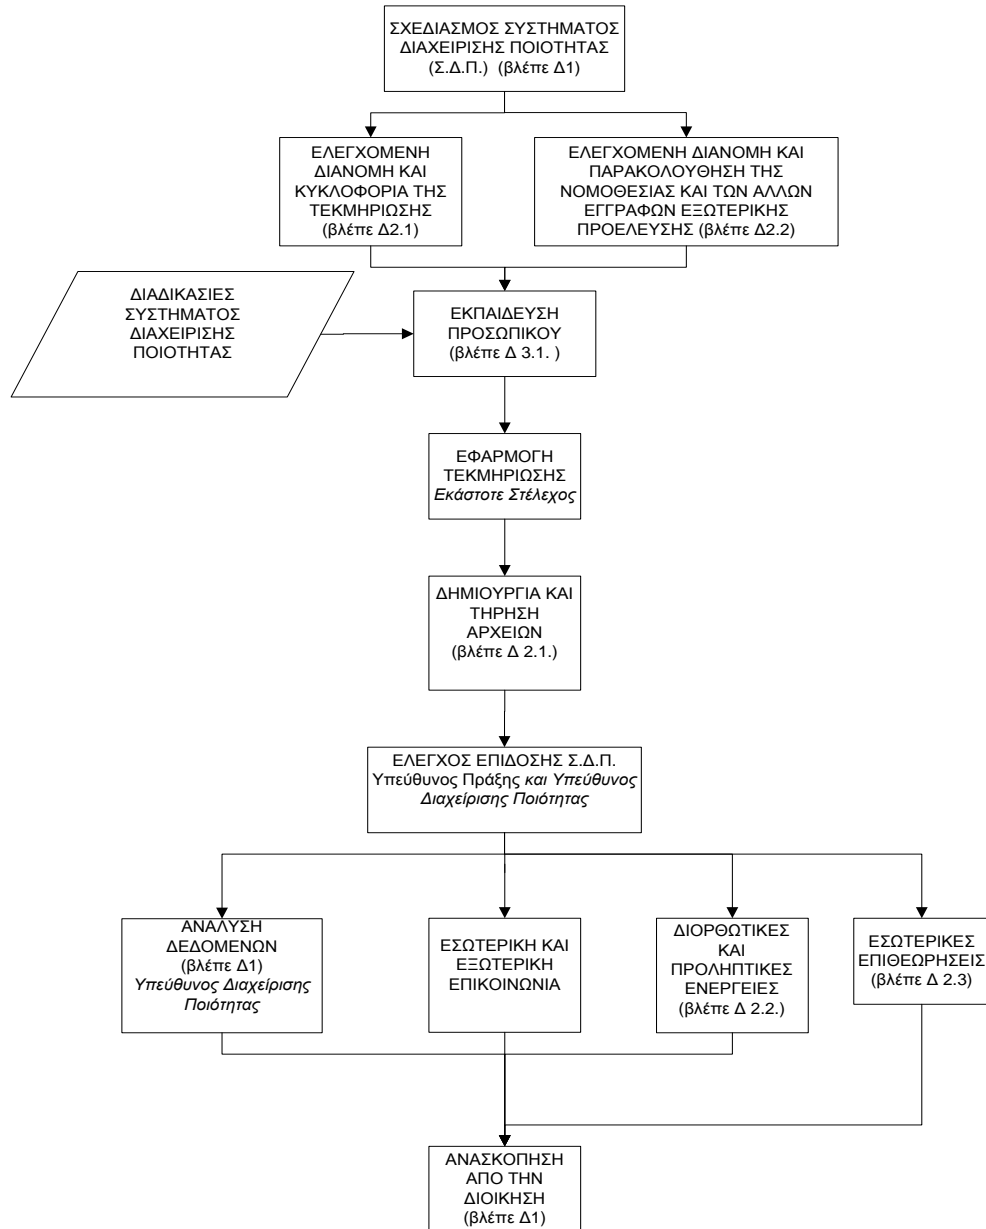 ΣΧΕΔΙΑΣΜΟΣ ΣΥΣΤΗΜΑΤΟΣ
ΔΙΑΧΕΙΡΙΣΗΣ ΠΟΙΟΤΗΤΑΣ
(Σ.Δ.Π.) (βλέπε Δ1)
ΕΛΕΓΧΟΜΕΝΗ
ΔΙΑΝΟΜΗ ΚΑΙ
ΚΥΚΛΟΦΟΡΙΑ ΤΗΣ
ΤΕΚΜΗΡΙΩΣΗΣ
(βλέπε Δ2.1)
ΕΛΕΓΧΟΜΕΝΗ ΔΙΑΝΟΜΗ ΚΑΙ
ΠΑΡΑΚΟΛΟΥΘΗΣΗ ΤΗΣ
ΝΟΜΟΘΕΣΙΑΣ ΚΑΙ ΤΩΝ ΑΛΛΩΝ
ΕΓΓΡΑΦΩΝ ΕΞΩΤΕΡΙΚΗΣ
ΠΡΟΕΛΕΥΣΗΣ (βλέπε Δ2.2)
ΔΙΑΔΙΚΑΣΙΕΣ
ΣΥΣΤΗΜΑΤΟΣ
ΔΙΑΧΕΙΡΙΣΗΣ
ΠΟΙΟΤΗΤΑΣ
ΕΚΠΑΙΔΕΥΣΗ
ΠΡΟΣΩΠΙΚΟΥ
(βλέπε Δ 3.1. )
ΕΦΑΡΜΟΓΗ
ΤΕΚΜΗΡΙΩΣΗΣ
Εκάστοτε Στέλεχος
ΔΗΜΙΟΥΡΓΙΑ ΚΑΙ
ΤΗΡΗΣΗ
ΑΡΧΕΙΩΝ
(βλέπε Δ 2.1.)
ΕΛΕΓΧΟΣ ΕΠΙΔΟΣΗΣ Σ.Δ.Π.
Υπεύθυνος Πράξης και Υπεύθυνος
Διαχείρισης Ποιότητας
ΑΝΑΛΥΣΗ
ΔΕΔΟΜΕΝΩΝ
(βλέπε Δ1)
Υπεύθυνος Διαχείρισης
Ποιότητας
ΕΣΩΤΕΡΙΚΗ ΚΑΙ
ΕΞΩΤΕΡΙΚΗ
ΕΠΙΚΟΙΝΩΝΙΑ
ΔΙΟΡΘΩΤΙΚΕΣ
ΚΑΙ
ΠΡΟΛΗΠΤΙΚΕΣ
ΕΝΕΡΓΕΙΕΣ
(βλέπε Δ 2.2.)
ΕΣΩΤΕΡΙΚΕΣ
ΕΠΙΘΕΩΡΗΣΕΙΣ
(βλέπε Δ 2.3)
ΑΝΑΣΚΟΠΗΣΗ
ΑΠΟ ΤΗΝ
ΔΙΟΙΚΗΣΗ
(βλέπε Δ1)